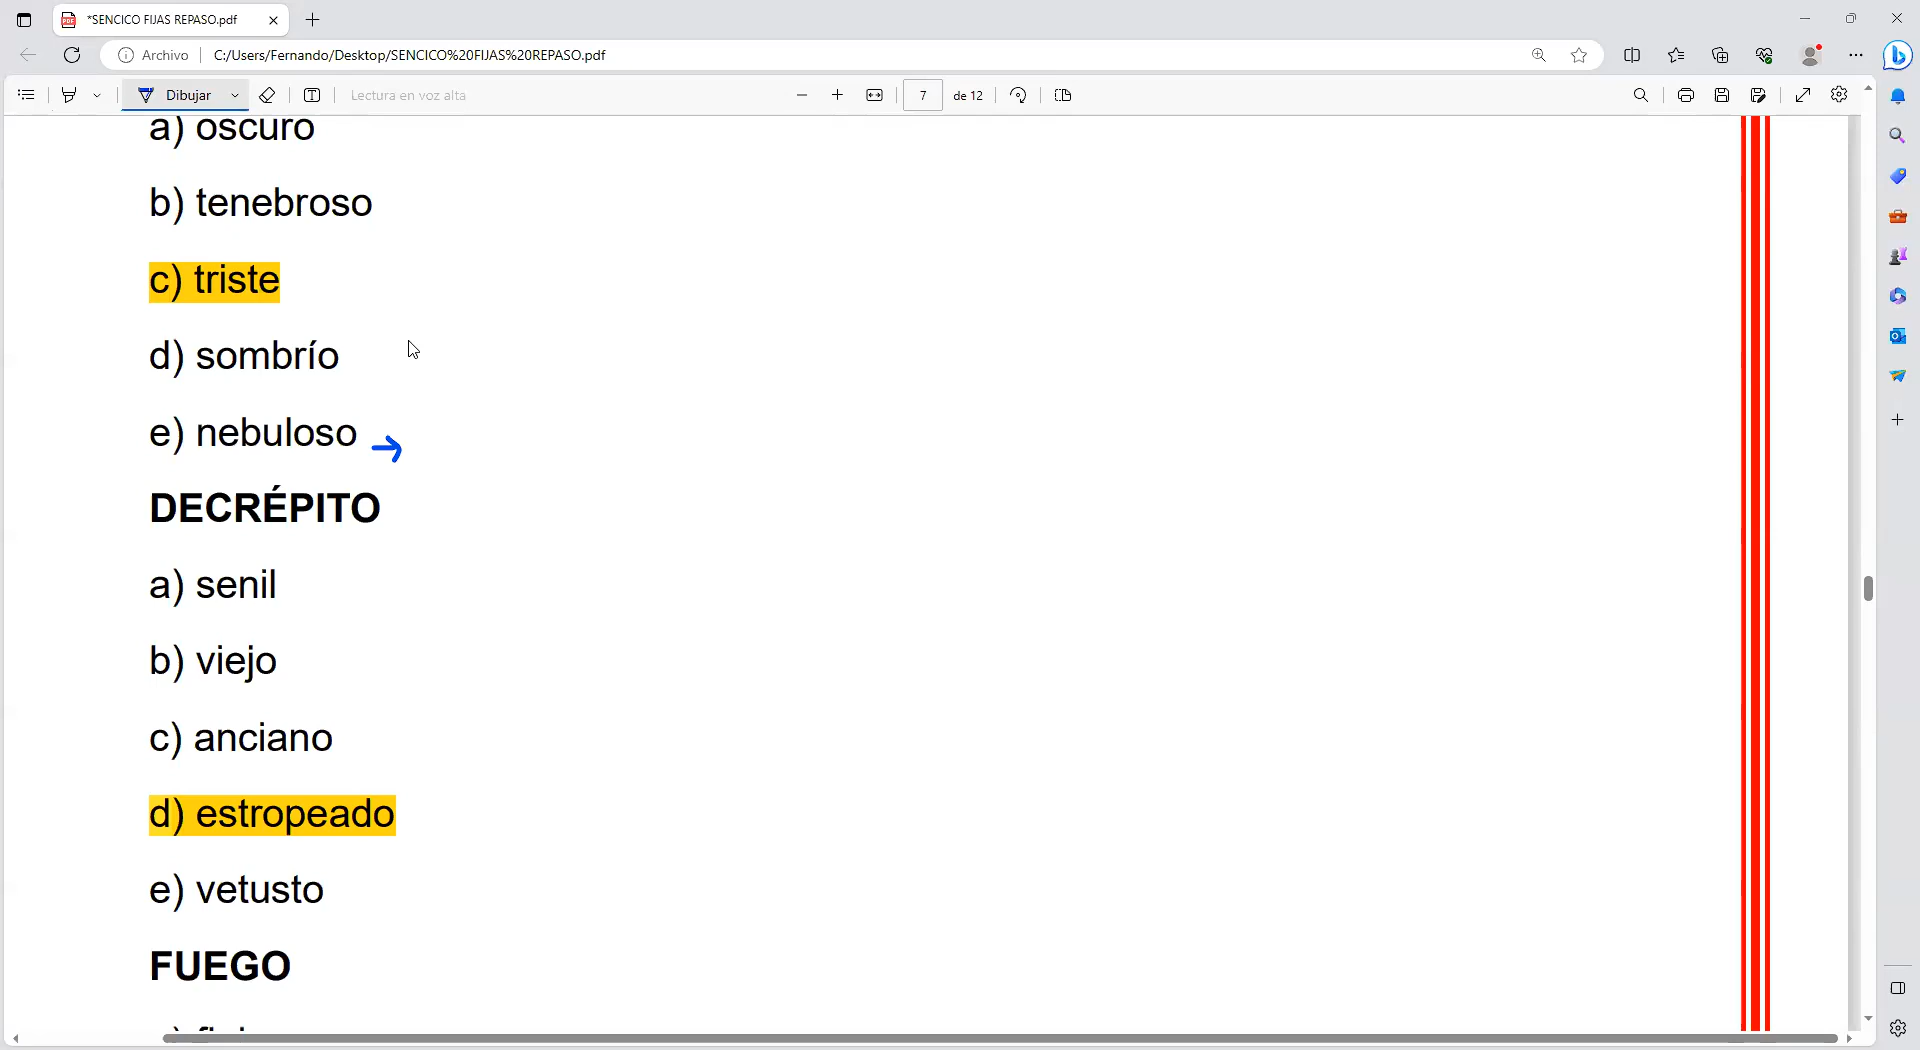 *SENCICO FIJAS REPASO.pdf
Archivo
C:/Users/Fernando/Desktop/SENCICO%20FIJAS%20REPASO.pdf
Dibujar
Lectura en voz alta
7
de 12
a) oscuro
b) tenebroso
c) triste
d) sombrío
e) nebuloso
DECRÉPITO
a) senil
b) viejo
c) anciano
d) estropeado
e) vetusto
FUEGO